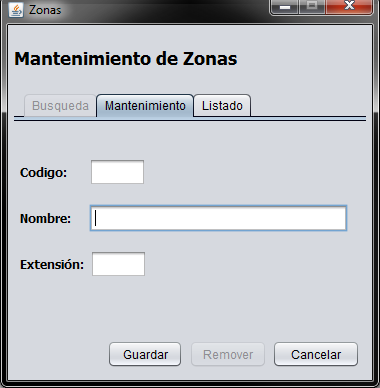 Zonas
Mantenimiento de Zonas
Busqueda Mantenimiento Listado
Codigo:
Nombre:
Extensión:
Guardar Remover Cancelar